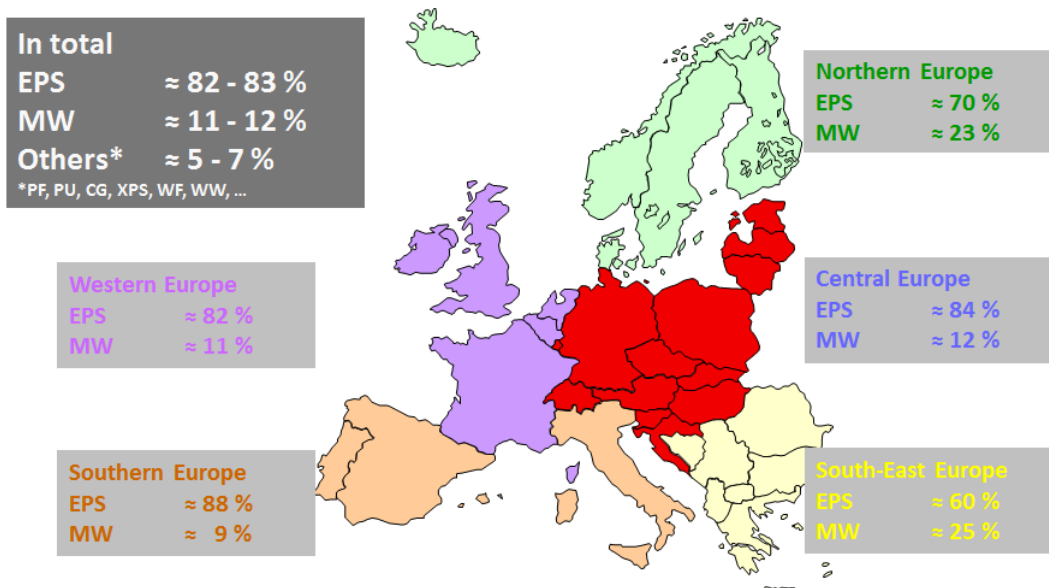 In total
EPS ≈ 82 - 83 %
MW ≈ 11 - 12 %
Others* ≈ 5 - 7 %
*PF, PU, CG, XPS, WF, WW, ...
Northern Europe
EPS ≈ 70 %
MW ≈ 23 %
Western Europe
EPS ≈ 82 %
MW ≈ 11 %
Central Europe
EPS ≈ 84 %
MW ≈ 12 %
Southern Europe
EPS ≈ 88 %
MW ≈ 9 %
South-East Europe
EPS ≈ 60 %
MW ≈ 25 %